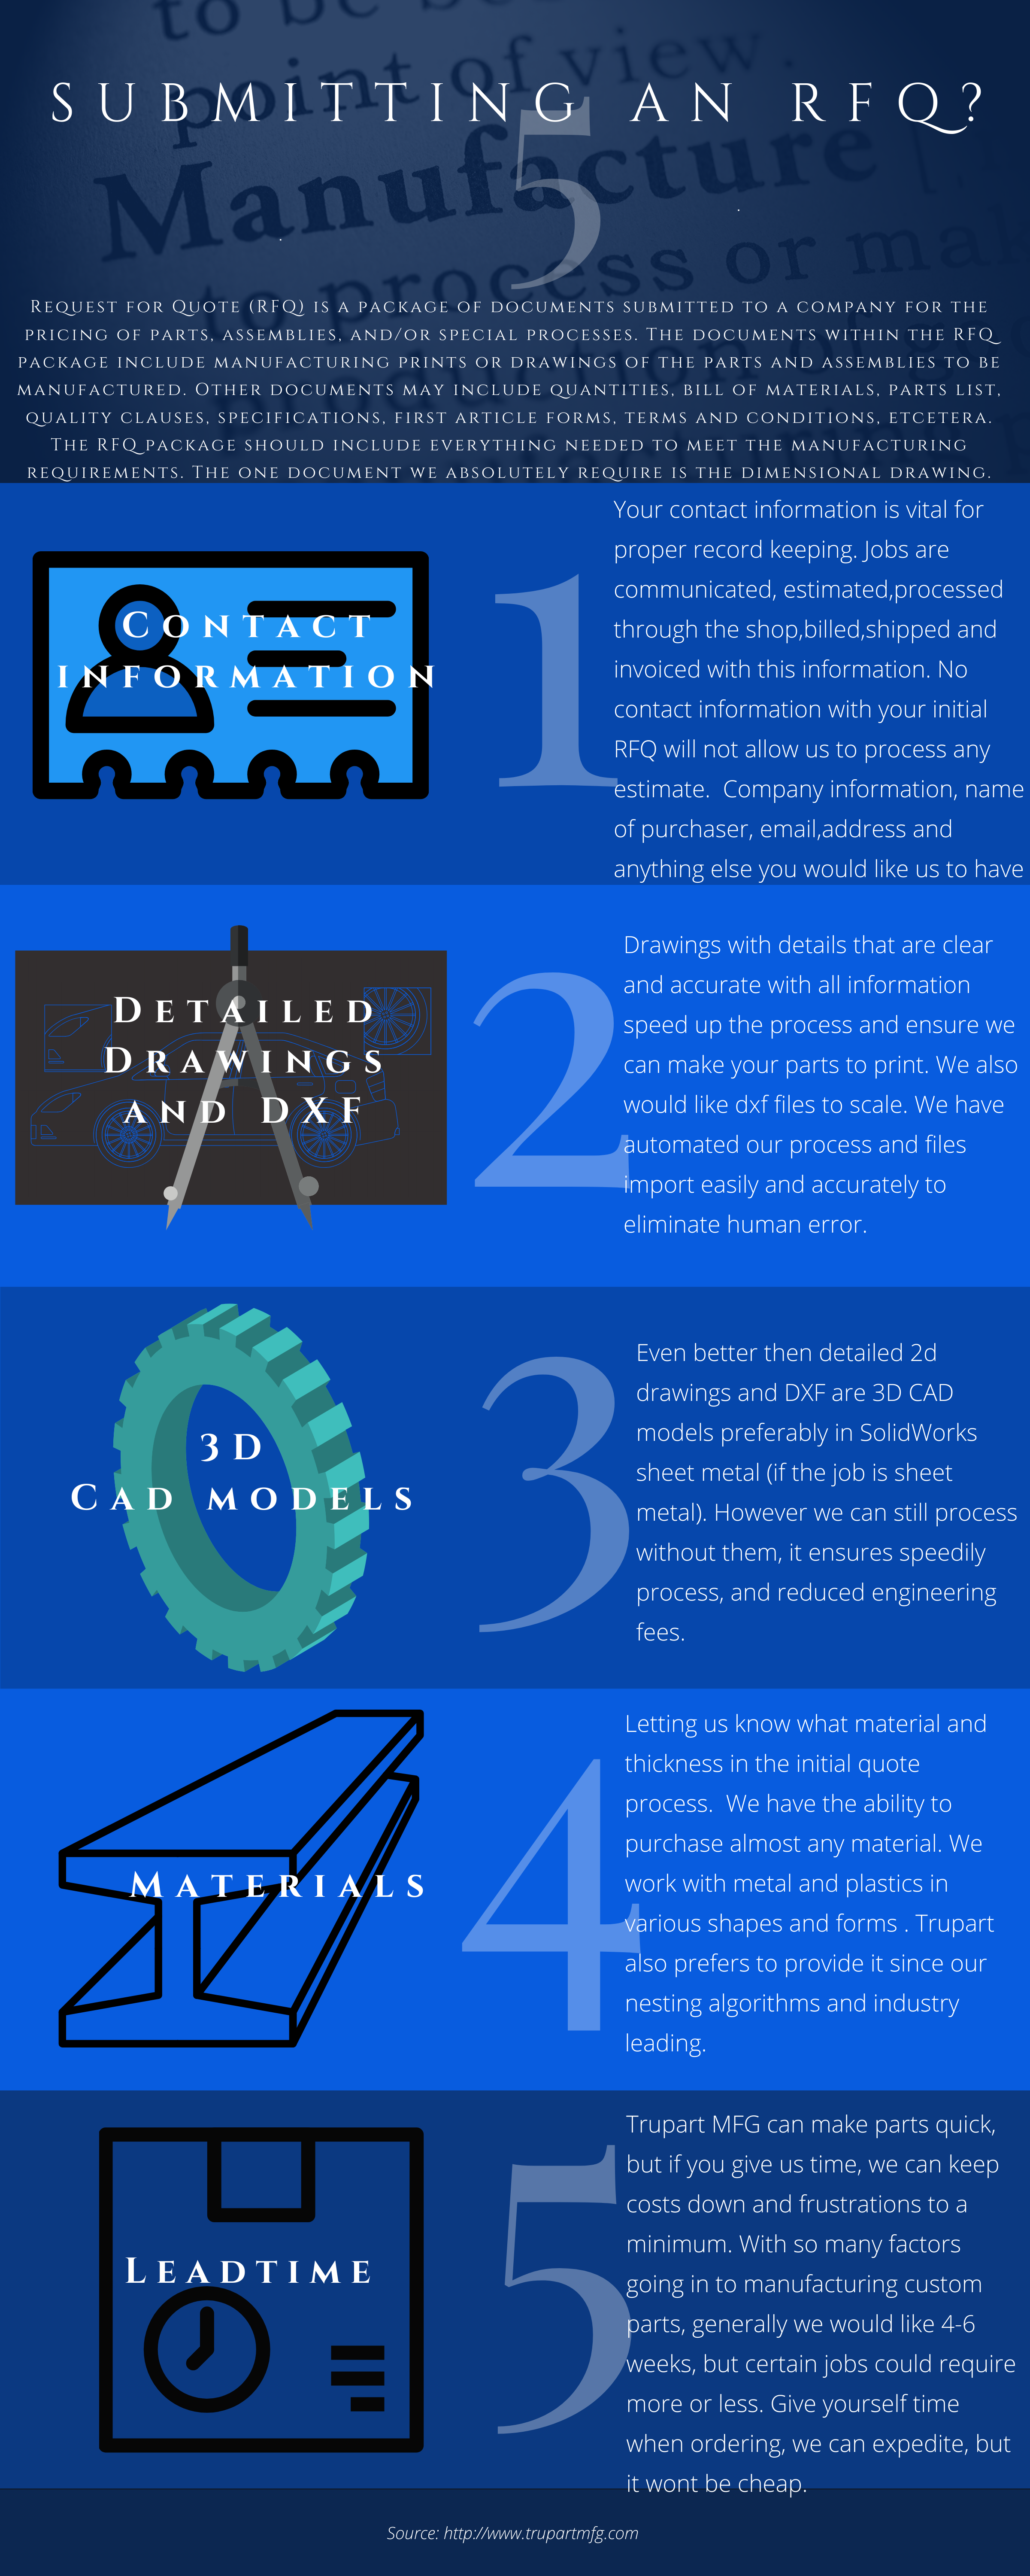 to be
point of view.
SUBMITTING AN RFQ?
5
Manufacture
process or mak
REQUEST FOR QUOTE (RFQ) IS A PACKAGE OF DOCUMENTS SUBMITTED TO A COMPANY FOR THE
PRICING OF PARTS, ASSEMBLIES, AND/OR SPECIAL PROCESSES. THE DOCUMENTS WITHIN THE RFQ
PACKAGE INCLUDE MANUFACTURING PRINTS OR DRAWINGS OF THE PARTS AND ASSEMBLIES TO BE
MANUFACTURED. OTHER DOCUMENTS MAY INCLUDE QUANTITIES, BILL OF MATERIALS, PARTS LIST,
QUALITY CLAUSES, SPECIFICATIONS, FIRST ARTICLE FORMS, TERMS AND CONDITIONS, ETCETERA.
THE RFQ PACKAGE SHOULD INCLUDE EVERYTHING NEEDED TO MEET THE MANUFACTURING
REQUIREMENTS. THE ONE DOCUMENT WE ABSOLUTELY REQUIRE IS THE DIMENSIONAL DRAWING.
CONTACT
INFORMATION
1
Your contact information is vital for
proper record keeping. Jobs are
communicated, estimated,processed
through the shop,billed,shipped and
invoiced with this information. No
contact information with your initial
RFQ will not allow us to process any
estimate.  Company information, name
of purchaser, email,address and
anything else you would like us to have
DETAILED
DRAWINGS
AND DXF
2
Drawings with details that are clear
and accurate with all information
speed up the process and ensure we
can make your parts to print. We also
would like dxf files to scale. We have
automated our process and files
import easily and accurately to
eliminate human error.
3D
CAD MODELS
3
Even better then detailed 2d
drawings and DXF are 3D CAD
models preferably in SolidWorks
sheet metal (if the job is sheet
metal). However we can still process
without them, it ensures speedily
process, and reduced engineering
fees.
MATERIALS
4
Letting us know what material and
thickness in the initial quote
process.  We have the ability to
purchase almost any material. We
work with metal and plastics in
various shapes and forms . Trupart
also prefers to provide it since our
nesting algorithms and industry
leading.
LEADTIME
5
Trupart MFG can make parts quick,
but if you give us time, we can keep
costs down and frustrations to a
minimum. With so many factors
going in to manufacturing custom
parts, generally we would like 4-6
weeks, but certain jobs could require
more or less. Give yourself time
when ordering, we can expedite, but
it wont be cheap.
Source: http://www.trupartmfg.com